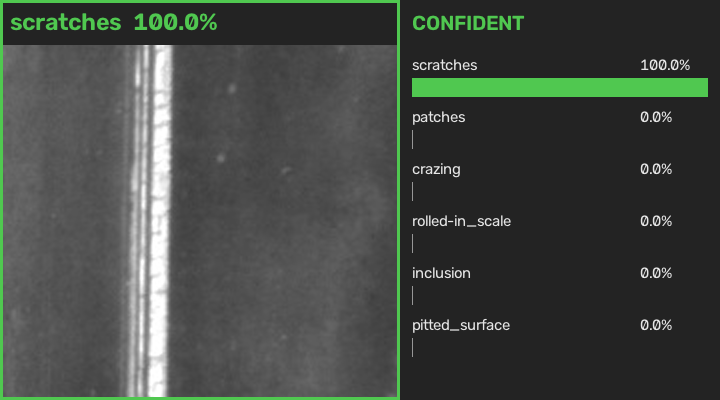 scratches 100.0%
CONFIDENT
scratches 100.0%
patches 0.0%
crazing 0.0%
rolled-in_scale 0.0%
inclusion 0.0%
pitted_surface 0.0%